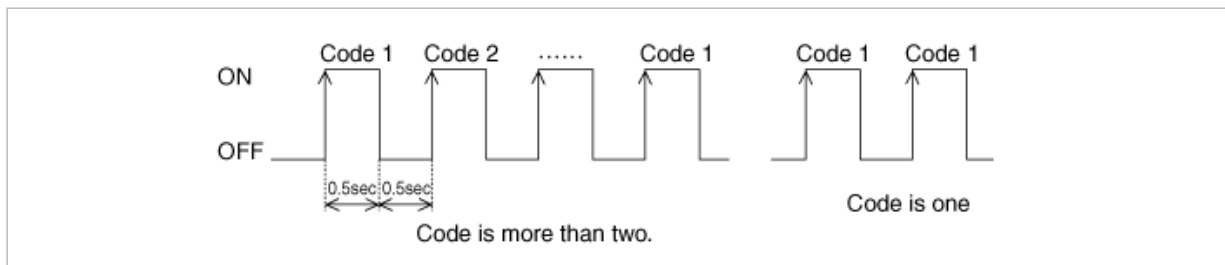 Code 1 Code 2 ...... Code 1 Code 1 Code 1
ON
OFF
0.5sec 0.5sec
Code is one
Code is more than two.